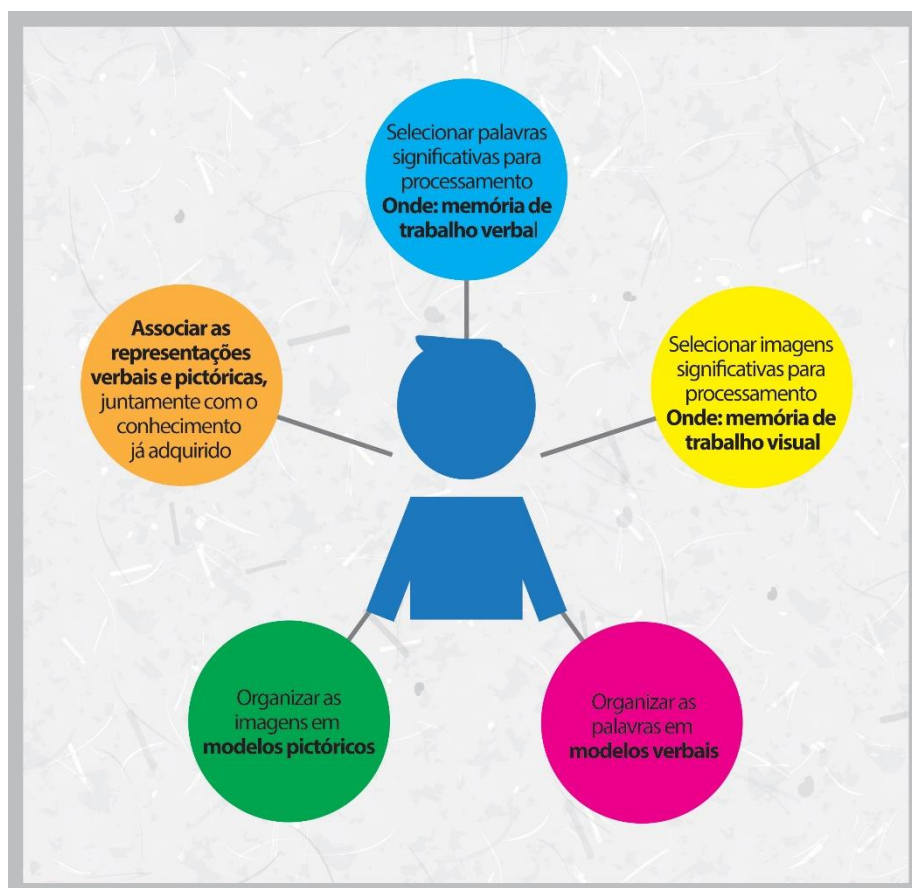 Selecionar palavras
significativas para
processamento
Onde: memória de
trabalho verbal
Selecionar imagens
significativas para
processamento
Onde: memória de
trabalho visual
Organizar as
palavras em
modelos verbais
Organizar as
imagens em
modelos pictóricos
Associar as
representações
verbais e pictóricas,
juntamente com o
conhecimento
já adquirido